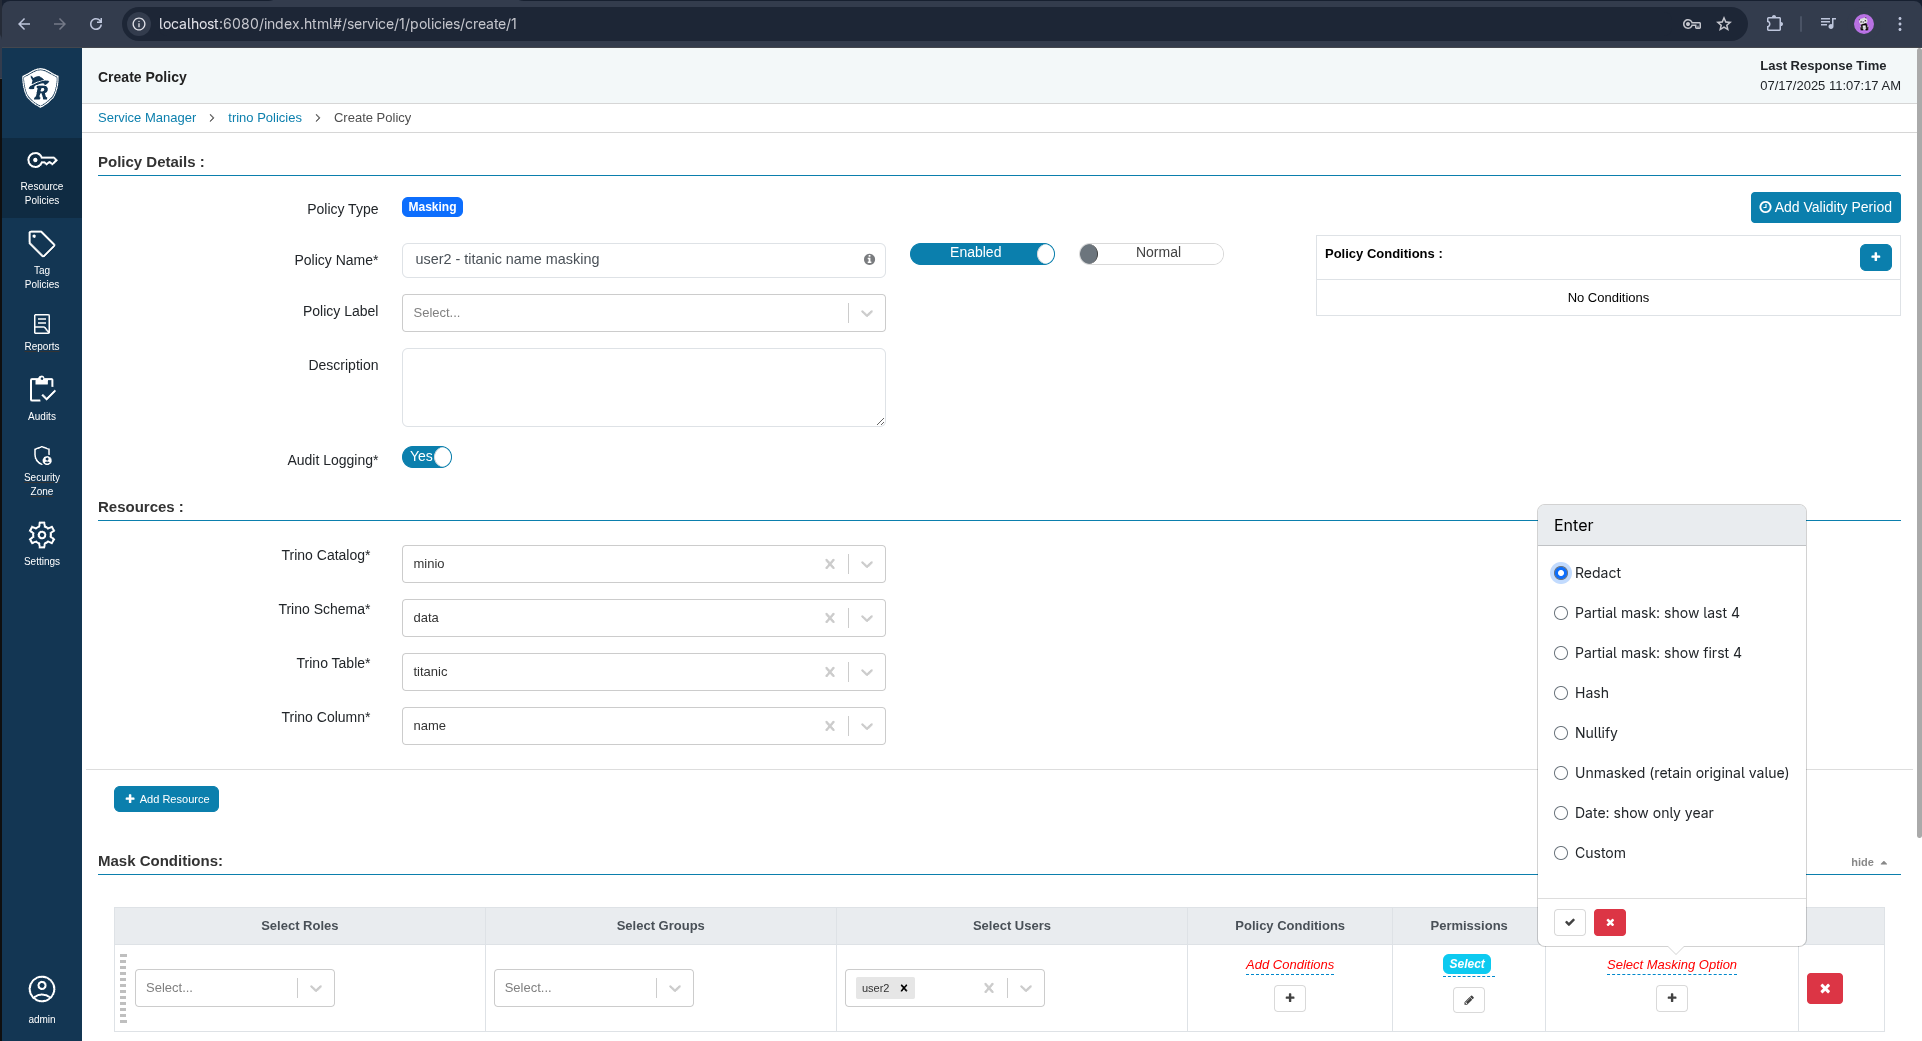 localhost:6080/index.html#/service/1/policies/create/1
Create Policy
Last Response Time
07/17/2025 11:07:17 AM
Service Manager > trino Policies > Create Policy
Resource
Policies
Tag
Policies
Reports
Audits
Security
Zone
Settings
admin
Policy Details :
Policy Type
Masking
Add Validity Period
Policy Name*
user2 - titanic name masking
Enabled
Normal
Policy Conditions :
No Conditions
Policy Label
Select...
Description
Audit Logging*
Yes
Resources :
Trino Catalog*
minio
Trino Schema*
data
Trino Table*
titanic
Trino Column*
name
Add Resource
Enter
Redact
Partial mask: show last 4
Partial mask: show first 4
Hash
Nullify
Unmasked (retain original value)
Date: show only year
Custom
Mask Conditions:
hide
Select Roles
Select Groups
Select Users
Policy Conditions
Permissions
Select...
Select...
user2
Add Conditions
Select
Select Masking Option